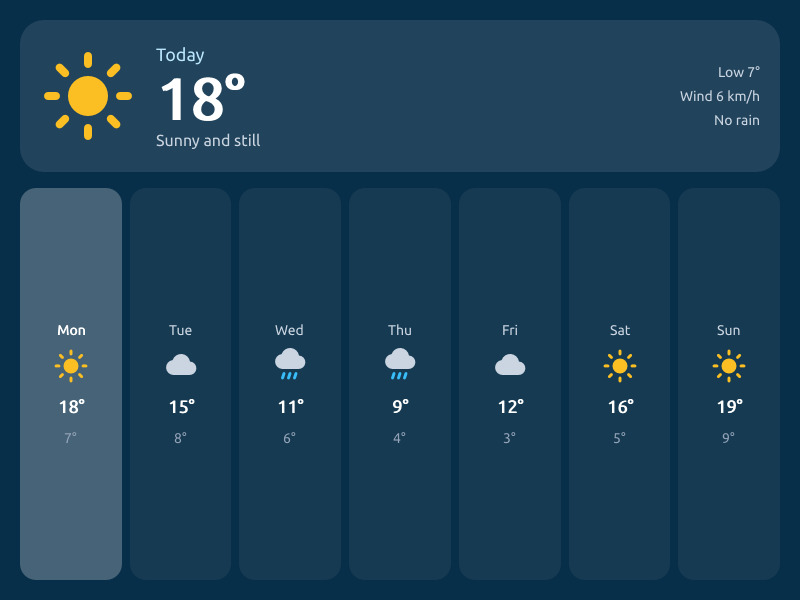 Today
18°
Sunny and still
Low 7°
Wind 6 km/h
No rain
Mon
18°
7°
Tue
15°
8°
Wed
11°
6°
Thu
9°
4°
Fri
12°
3°
Sat
16°
5°
Sun
19°
9°